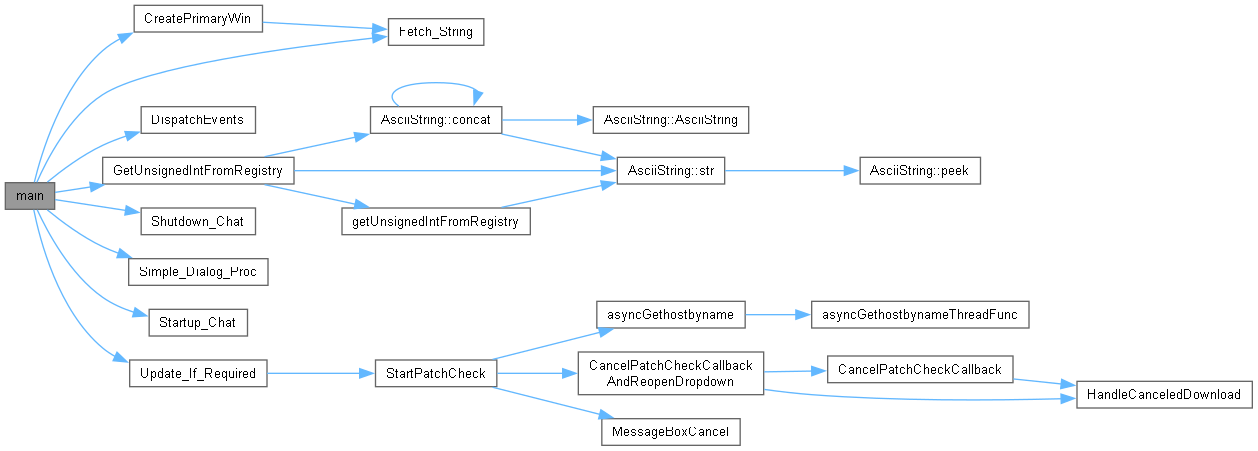 main
CreatePrimaryWin
Fetch_String
DispatchEvents
GetUnsignedIntFromRegistry
AsciiString::concat
AsciiString::AsciiString
AsciiString::str
AsciiString::peek
getUnsignedIntFromRegistry
Shutdown_Chat
Simple_Dialog_Proc
Startup_Chat
Update_If_Required
StartPatchCheck
asyncGethostbyname
asyncGethostbynameThreadFunc
CancelPatchCheckCallback
AndReopenDropdown
CancelPatchCheckCallback
HandleCanceledDownload
MessageBoxCancel